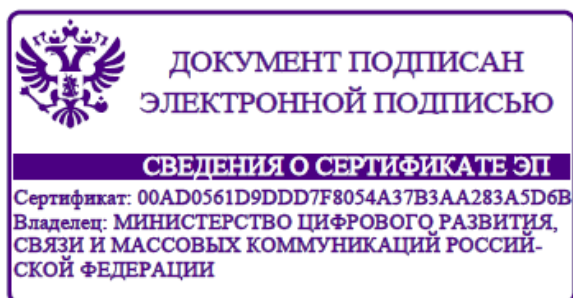 ДОКУМЕНТ ПОДПИСАН
ЭЛЕКТРОННОЙ ПОДПИСЬЮ
СВЕДЕНИЯ О СЕРТИФИКАТЕ ЭП
Сертификат: 00AD0561D9DDD7F8054A37B3AA283A5D6B
Владелец: МИНИСТЕРСТВО ЦИФРОВОГО РАЗВИТИЯ,
СВЯЗИ И МАССОВЫХ КОММУНИКАЦИЙ РОССИЙ-
СКОЙ ФЕДЕРАЦИИ